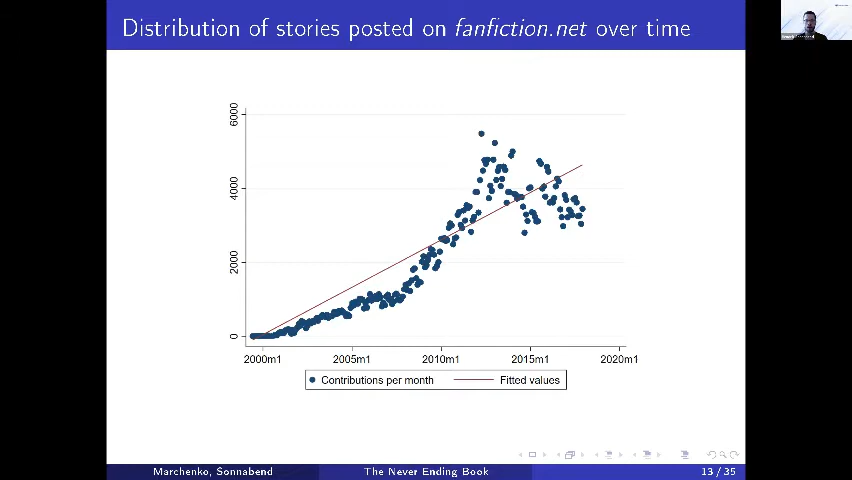 Distribution of stories posted on fanfiction.net over time
6000
4000
2000
0
2000m1 2005m1 2010m1 2015m1 2020m1
Contributions per month Fitted values
Marchenko, Sonnabend The Never Ending Book 13 / 35